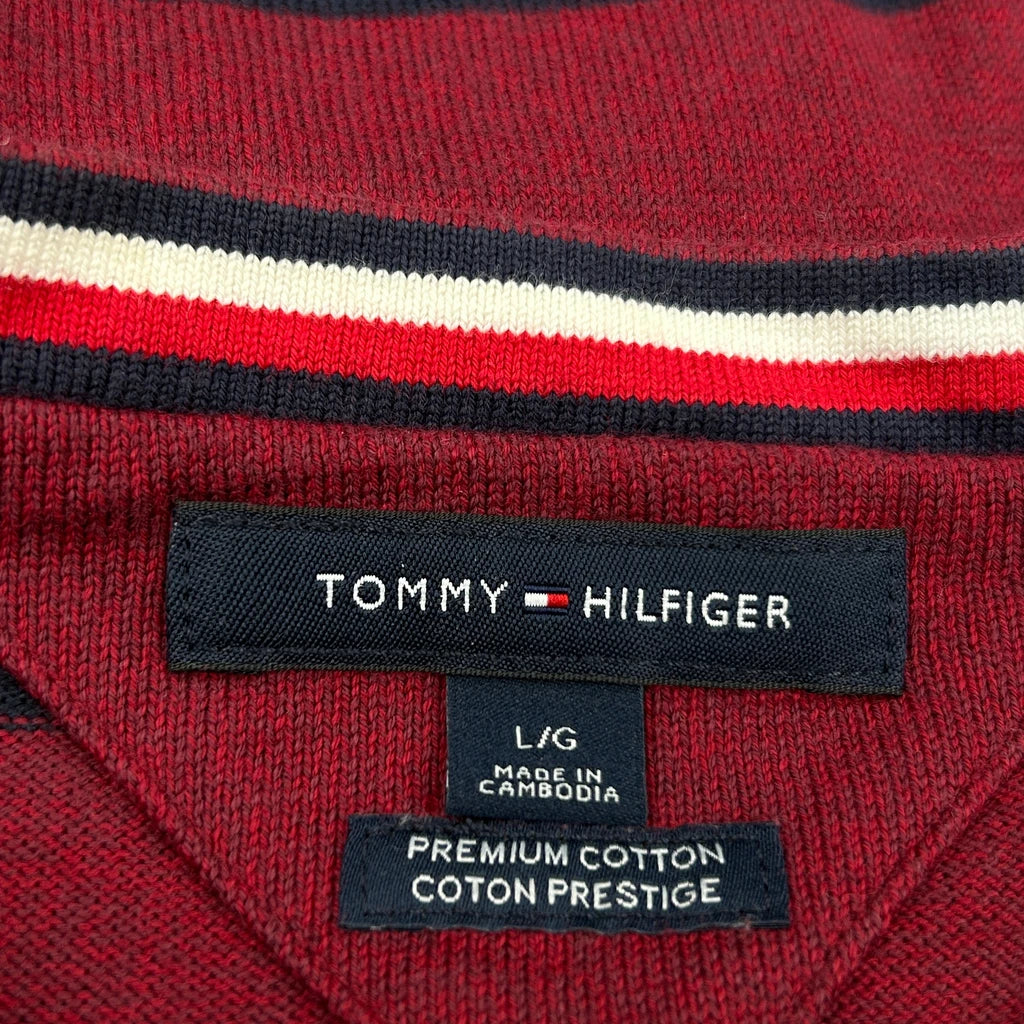 TOMMY HILFIGER
L/G
MADE IN
CAMBODIA
PREMIUM COTTON
COTON PRESTIGE